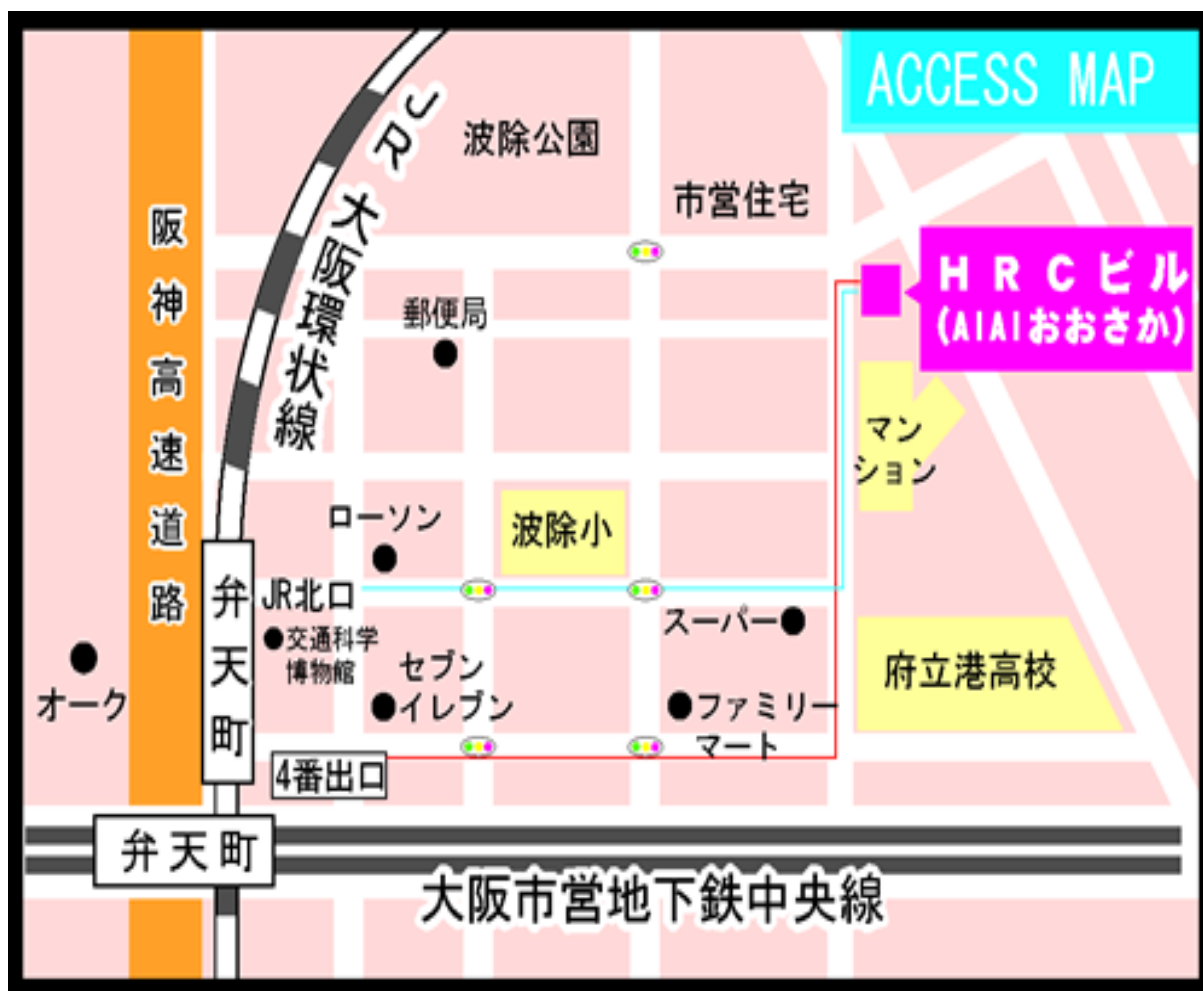 ACCESS MAP
波除公園
JR大阪環状線
市営住宅
阪神高速道路
HRCビル
(AIAIおおさか)
郵便局
マン
ション
ローソン
波除小
弁天町
JR北口
交通科学
博物館
スーパー
オーク
セブン
イレブン
ファミリー
マート
府立港高校
4番出口
弁天町
大阪市営地下鉄中央線